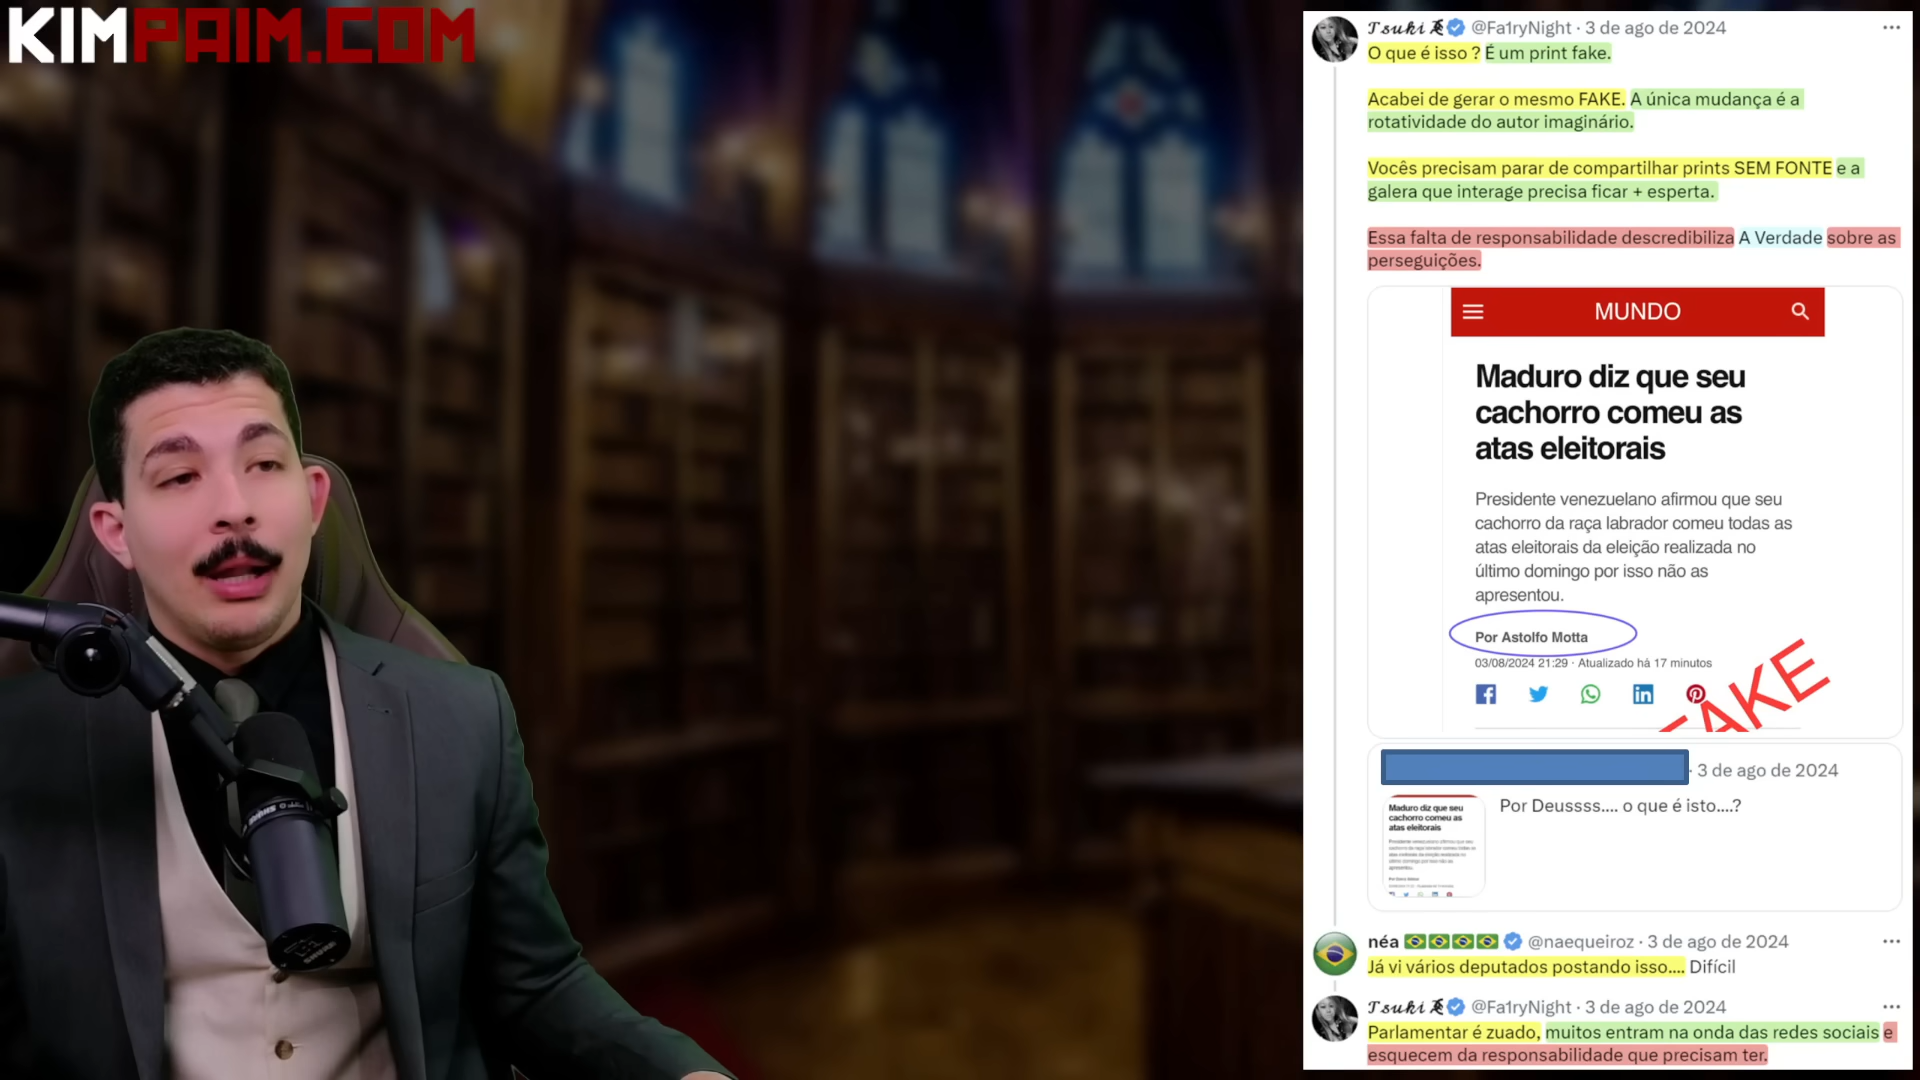 KIMPAIM.COM
Tsuki @Fa1ryNight · 3 de ago de 2024
O que é isso ? É um print fake.
Acabei de gerar o mesmo FAKE. A única mudança é a
rotatividade do autor imaginário.
Vocês precisam parar de compartilhar prints SEM FONTE e a
galera que interage precisa ficar + esperta.
Essa falta de responsabilidade descredibiliza A Verdade sobre as
perseguições.
MUNDO
Maduro diz que seu
cachorro comeu as
atas eleitorais
Presidente venezuelano afirmou que seu
cachorro da raça labrador comeu todas as
atas eleitorais da eleição realizada no
último domingo por isso não as
apresentou.
Por Astolfo Motta
03/08/2024 21:29 · Atualizado há 17 minutos
FAKE
· 3 de ago de 2024
Por Deussss.... o que é isto....?
Maduro diz que seu
cachorro comeu as
atas eleitorais
néa @naequeiroz · 3 de ago de 2024
Já vi vários deputados postando isso.... Difícil
Tsuki @Fa1ryNight · 3 de ago de 2024
Parlamentar é zuado, muitos entram na onda das redes sociais e
esquecem da responsabilidade que precisam ter.